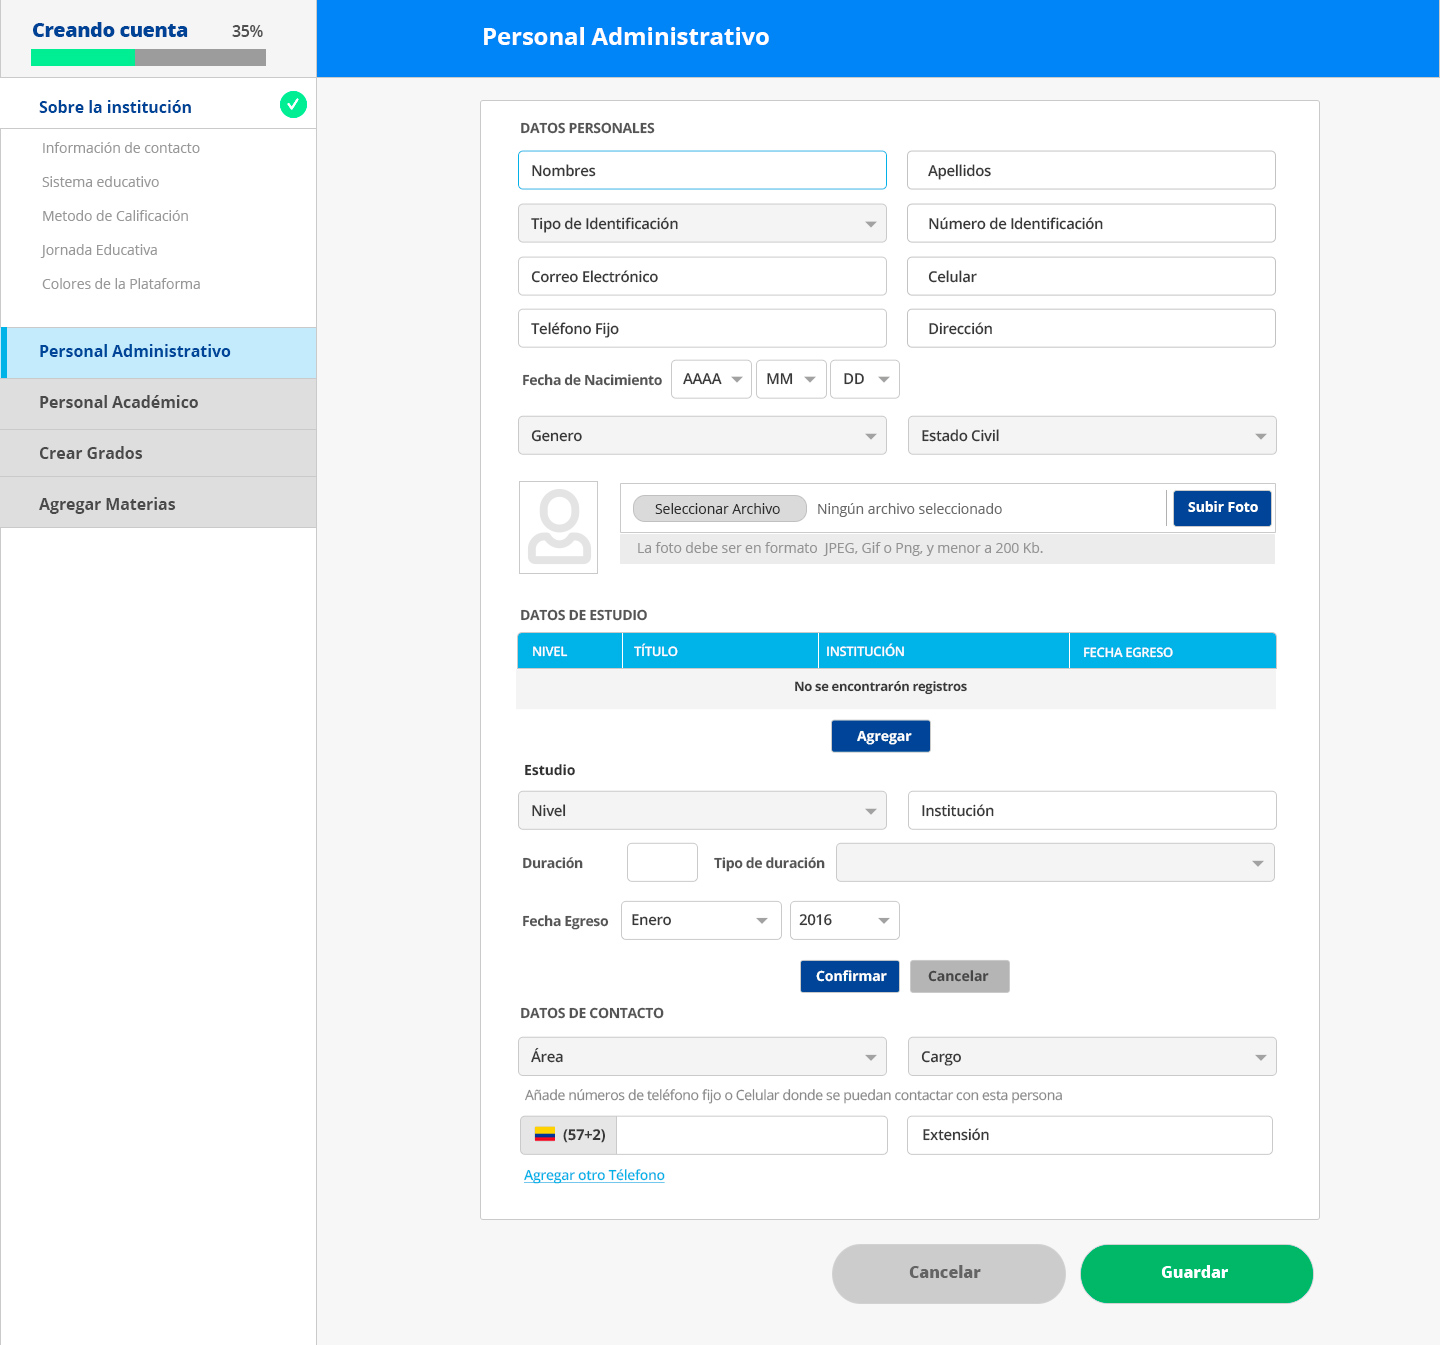 Creando cuenta 35%
Sobre la institución
Información de contacto
Sistema educativo
Metodo de Calificación
Jornada Educativa
Colores de la Plataforma
Personal Administrativo
Personal Académico
Crear Grados
Agregar Materias
Personal Administrativo
DATOS PERSONALES
Nombres Apellidos
Tipo de Identificación Número de Identificación
Correo Electrónico Celular
Teléfono Fijo Dirección
Fecha de Nacimiento AAAA MM DD
Genero Estado Civil
Seleccionar Archivo Ningún archivo seleccionado Subir Foto
La foto debe ser en formato JPEG, Gif o Png, y menor a 200 Kb.
DATOS DE ESTUDIO
NIVEL TÍTULO INSTITUCIÓN FECHA EGRESO
No se encontrarón registros
Agregar
Estudio
Nivel Institución
Duración Tipo de duración
Fecha Egreso Enero 2016
Confirmar Cancelar
DATOS DE CONTACTO
Área Cargo
Añade números de teléfono fijo o Celular donde se puedan contactar con esta persona
(57+2) Extensión
Agregar otro Télefono
Cancelar Guardar